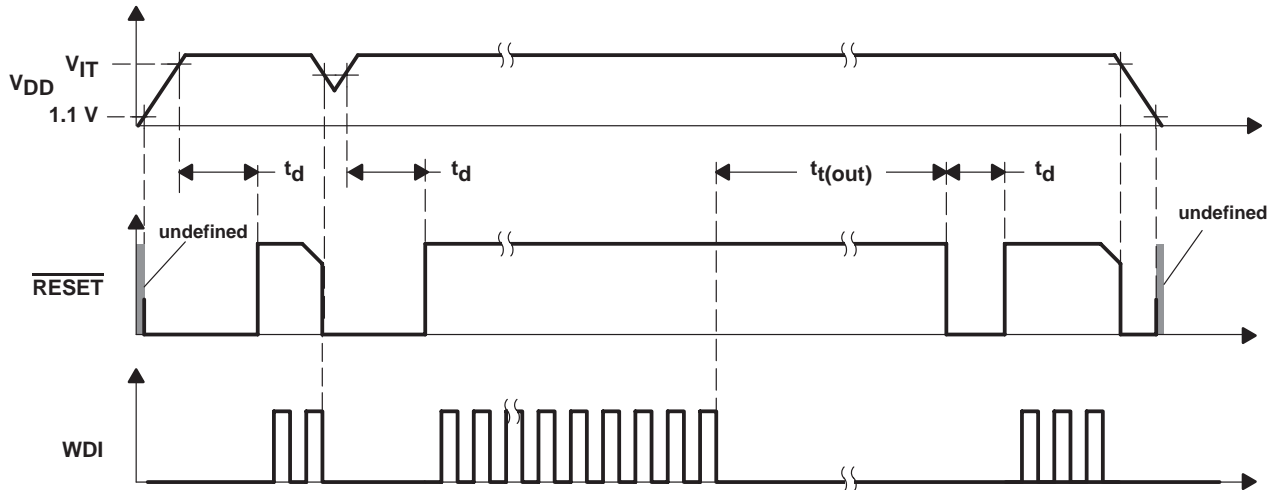 VDD
VIT
1.1 V
td
td
tt(out)
td
undefined
undefined
RESET
WDI